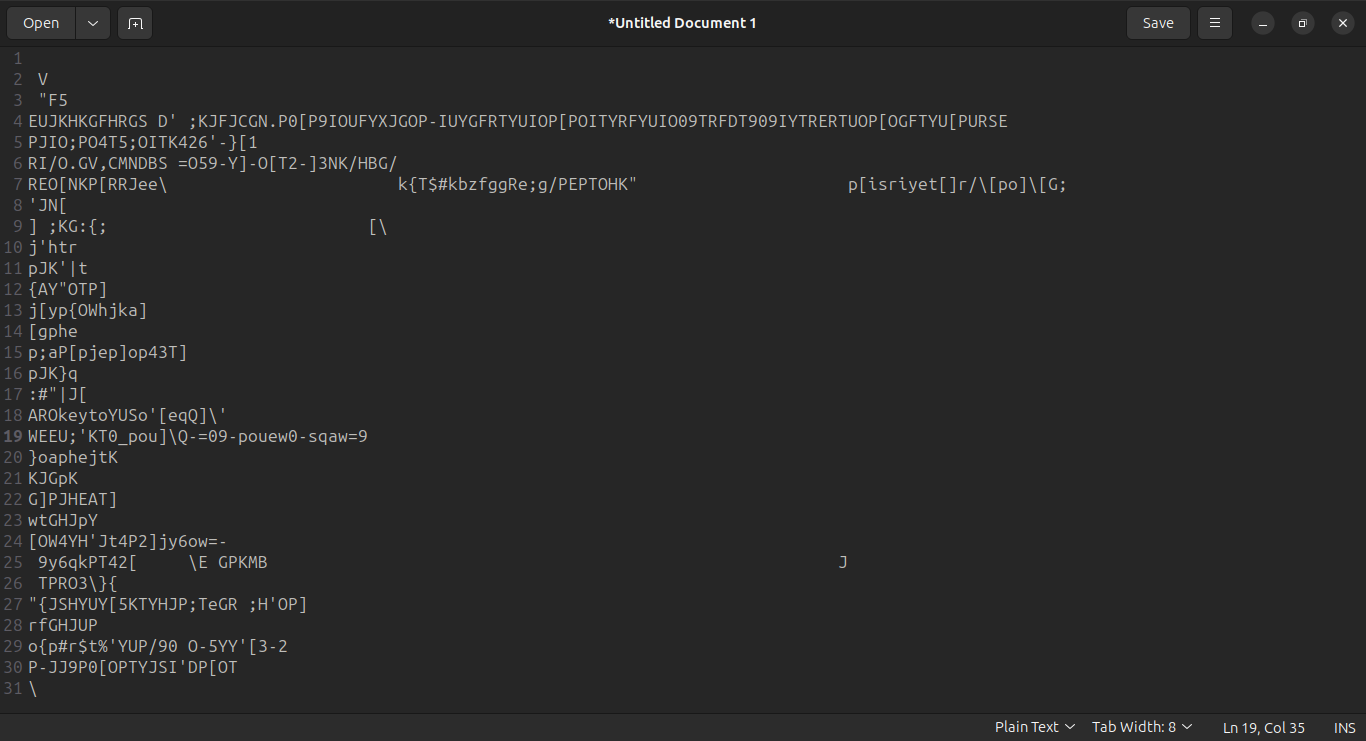 Open
*Untitled Document 1
Save
1
2  V
3  "F5
4 EUJKHKGFHRGS D' ;KJFJCGN.P0[P9IOUFYXJGOP-IUYGFRTYUIOP[POITYRFYUIO09TRFDT909IYTRERTUOP[OGFTYU[PURSE
5 PJIO;PO4T5;OITK426'-}[1
6 RI/O.GV,CMNDBS =O59-Y]-O[T2-]3NK/HBG/
7 REO[NKP[RRJee\                       k{T$#kbzfggRe;g/PEPTOHK"                     p[isriyet[]r/\[po]\[G;
8 'JN[
9 ] ;KG:{;                          [\
10 j'htr
11 pJK'|t
12 {AY"OTP]
13 j[yp{OWhjka]
14 [gphe
15 p;aP[pjep]op43T]
16 pJK}q
17 :#"|J[
18 AROkeytoYUSo'[eqQ]\'
19 WEEU;'KT0_pou]\Q-=09-pouew0-sqaw=9
20 }oaphejtK
21 KJGpK
22 G]PJHEAT]
23 wtGHJpY
24 [OW4YH'Jt4P2]jy6ow=-
25  9y6qkPT42[     \E GPKMB                                                         J
26  TPRO3\}{
27 "{JSHYUY[5KTYHJP;TeGR ;H'OP]
28 rfGHJUP
29 o{p#r$t%'YUP/90 O-5YY'[3-2
30 P-JJ9P0[OPTYJSI'DP[OT
31 \
Plain Text
Tab Width: 8
Ln 19, Col 35
INS